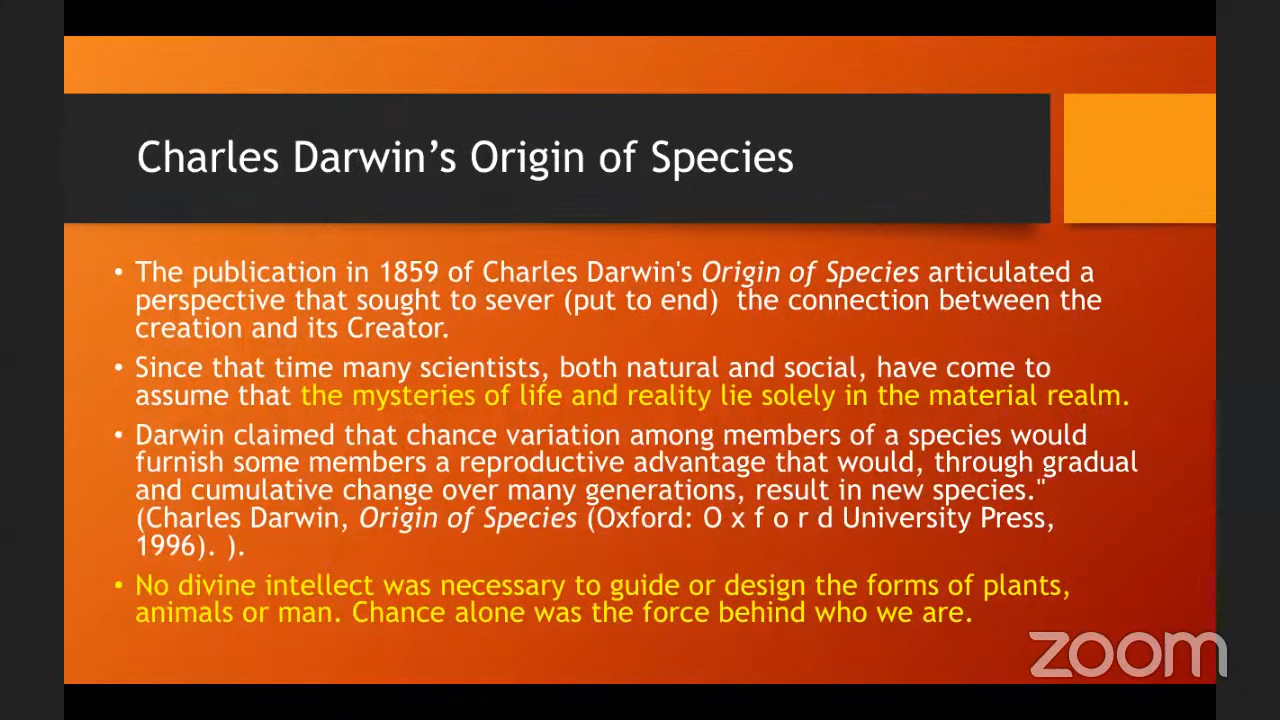 Charles Darwin’s Origin of Species
• The publication in 1859 of Charles Darwin's Origin of Species articulated a
perspective that sought to sever (put to end)  the connection between the
creation and its Creator.
• Since that time many scientists, both natural and social, have come to
assume that the mysteries of life and reality lie solely in the material realm.
• Darwin claimed that chance variation among members of a species would
furnish some members a reproductive advantage that would, through gradual
and cumulative change over many generations, result in new species."
(Charles Darwin, Origin of Species (Oxford: O x f o r d University Press,
1996). ).
• No divine intellect was necessary to guide or design the forms of plants,
animals or man. Chance alone was the force behind who we are.
zoom